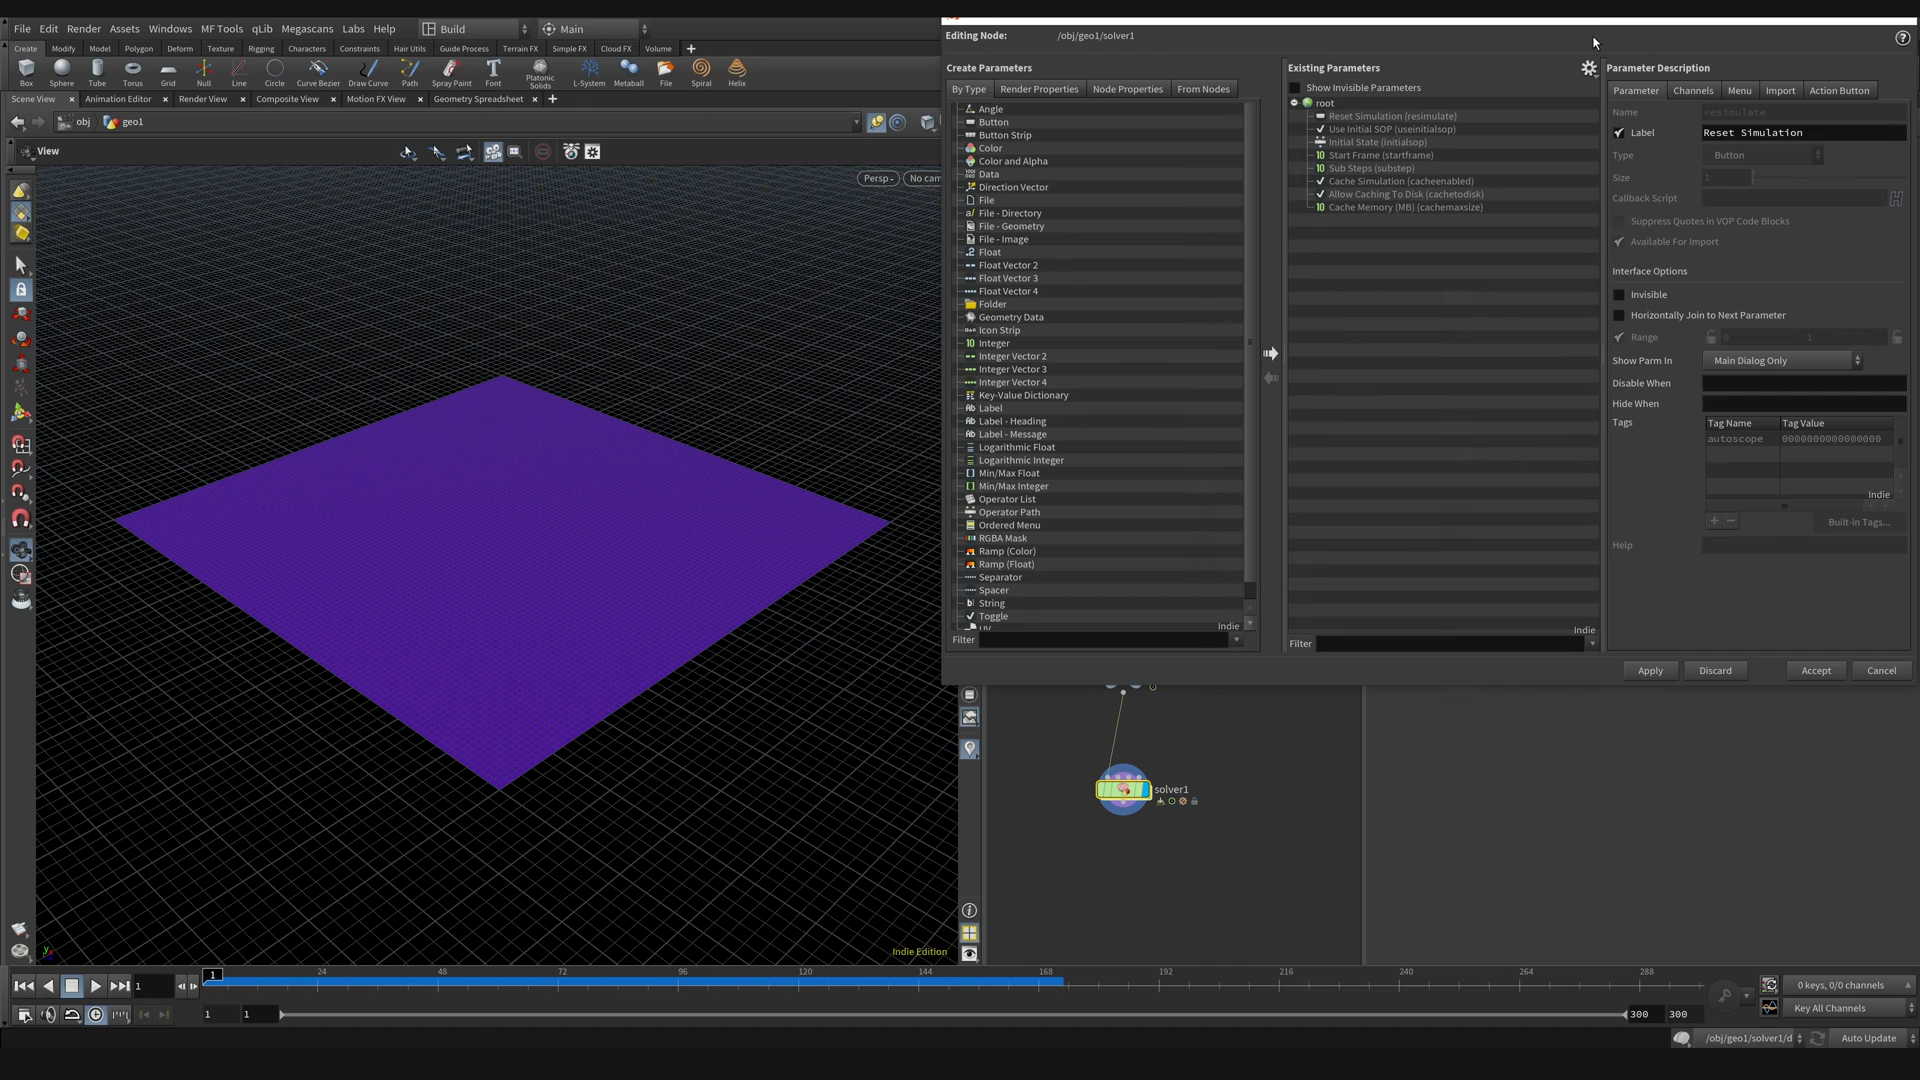 File Edit Render Assets Windows MF Tools qLib Megascans Labs Help Build Main
Create Modify Model Polygon Deform Texture Rigging Characters Constraints Hair Utils Guide Process Terrain FX Simple FX Cloud FX Volume
Box Sphere Tube Torus Grid Null Line Circle Curve Bezier Draw Curve Path Spray Paint Font Platonic Solids L-System Metaball File Spiral Helix
Scene View Animation Editor Render View Composite View Motion FX View Geometry Spreadsheet
obj geo1
View
Persp No cam
Indie Edition
Editing Node: /obj/geo1/solver1
Create Parameters
By Type Render Properties Node Properties From Nodes
Angle
Button
Button Strip
Color
Color and Alpha
Data
Direction Vector
File
File - Directory
File - Geometry
File - Image
Float
Float Vector 2
Float Vector 3
Float Vector 4
Folder
Geometry Data
Icon Strip
Integer
Integer Vector 2
Integer Vector 3
Integer Vector 4
Key-Value Dictionary
Label
Label - Heading
Label - Message
Logarithmic Float
Logarithmic Integer
Min/Max Float
Min/Max Integer
Operator List
Operator Path
Ordered Menu
RGBA Mask
Ramp (Color)
Ramp (Float)
Separator
Spacer
String
Toggle
Indie
Filter
Existing Parameters
Show Invisible Parameters
root
Reset Simulation (resimulate)
Use Initial SOP (useinitialsop)
Initial State (initialsop)
Start Frame (startframe)
Sub Steps (substep)
Cache Simulation (cacheenabled)
Allow Caching To Disk (cachetodisk)
Cache Memory (MB) (cachemaxsize)
Indie
Filter
Parameter Description
Parameter Channels Menu Import Action Button
Name resimulate
Label Reset Simulation
Type Button
Size 1
Callback Script
Suppress Quotes in VOP Code Blocks
Available For Import
Interface Options
Invisible
Horizontally Join to Next Parameter
Range 0 1
Show Parm In Main Dialog Only
Disable When
Hide When
Tags Tag Name Tag Value
autoscope 0000000000000000
Indie
Built-in Tags...
Help
Apply Discard Accept Cancel
solver1
1 24 48 72 96 120 144 168 192 216 240 264 288
1
1 1 300 300
0 keys, 0/0 channels
Key All Channels
/obj/geo1/solver1/d Auto Update